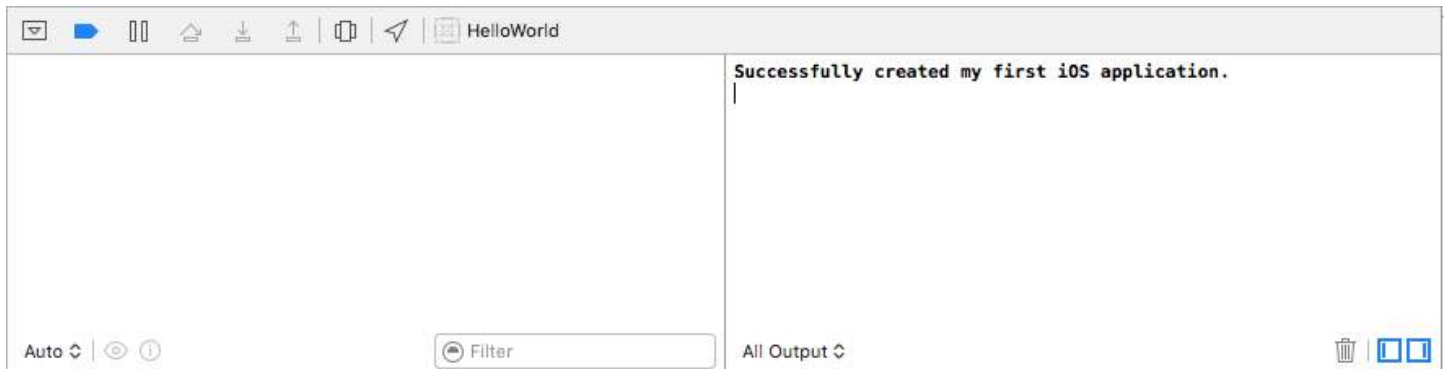 HelloWorld
Successfully created my first iOS application.
Auto
Filter
All Output